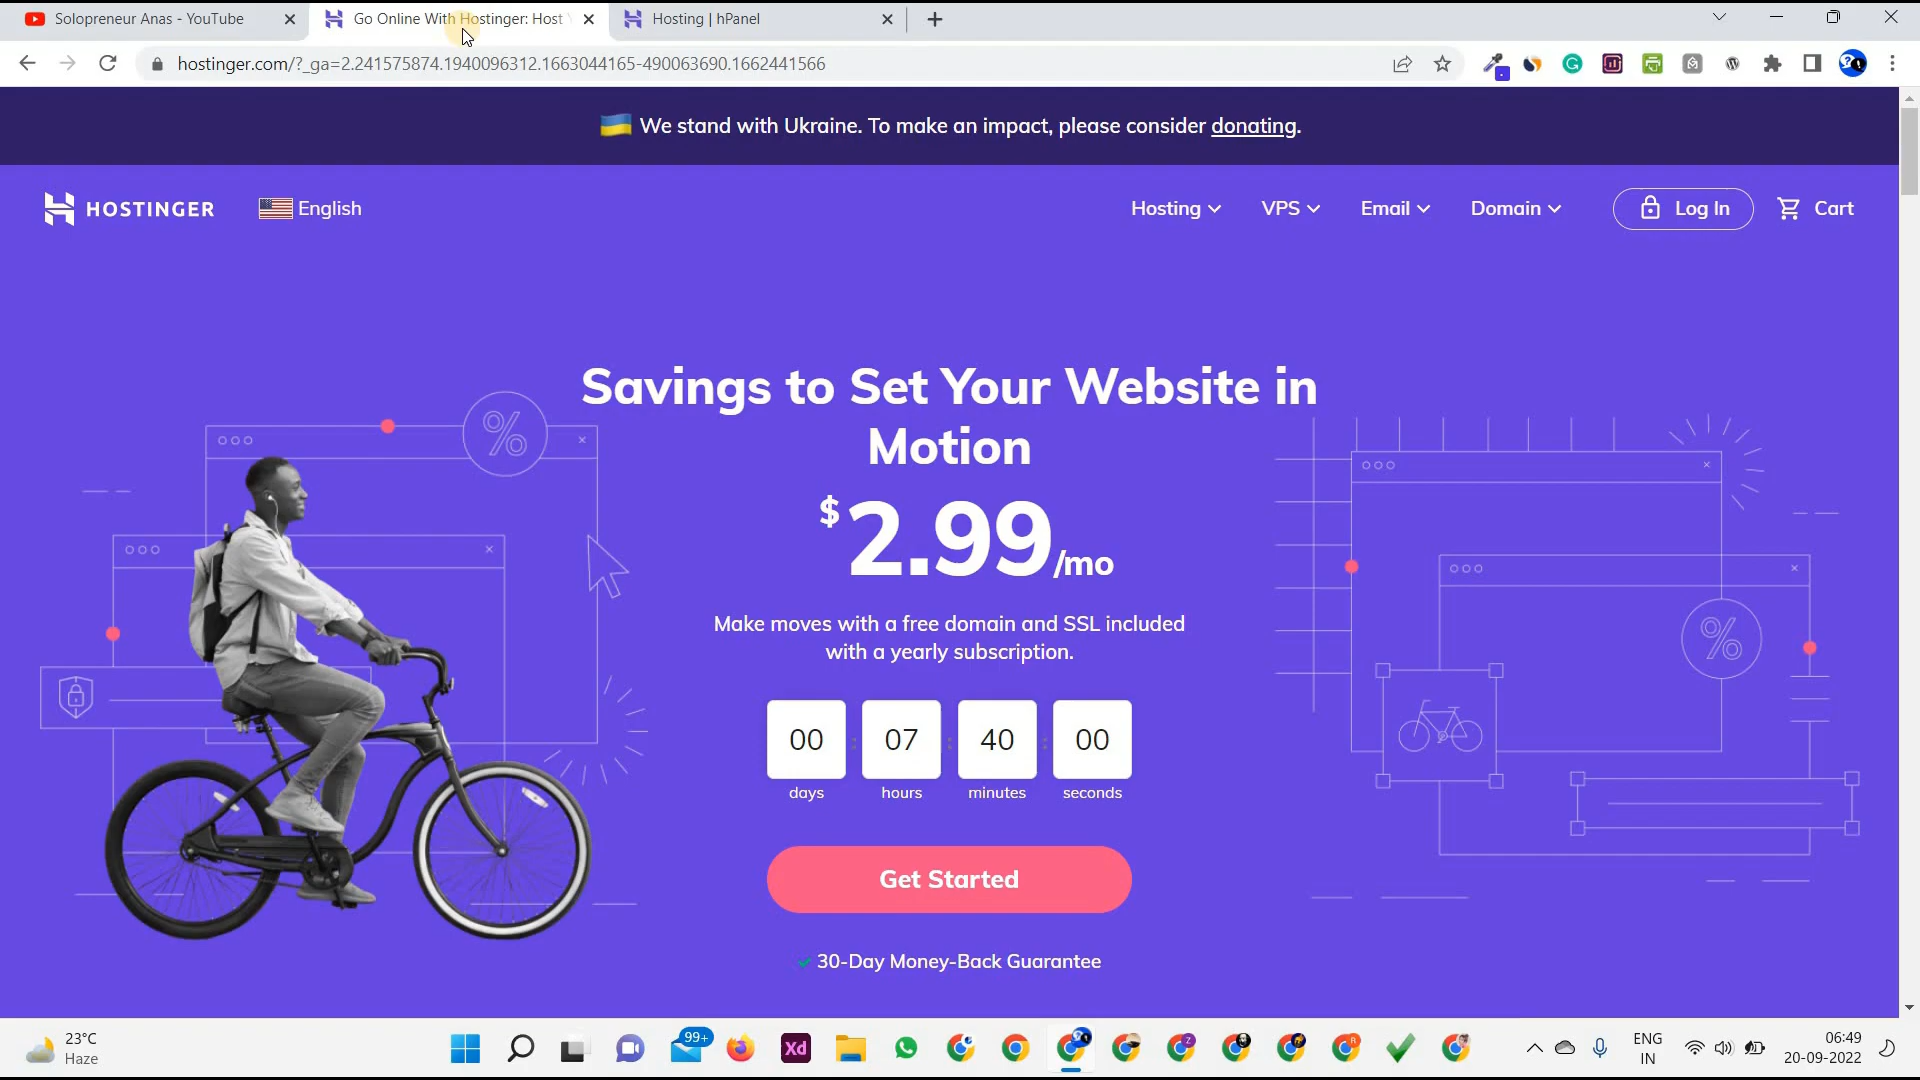 Solopreneur Anas - YouTube
Go Online With Hostinger: Host
Hosting | hPanel
hostinger.com/?_ga=2.241575874.1940096312.1663044165-490063690.1662441566
We stand with Ukraine. To make an impact, please consider donating.
HOSTINGER
English
Hosting
VPS
Email
Domain
Log In
Cart
Savings to Set Your Website in
Motion
$2.99/mo
Make moves with a free domain and SSL included
with a yearly subscription.
00 : 07 : 40 : 00
days hours minutes seconds
Get Started
30-Day Money-Back Guarantee
23°C
Haze
99+
Xd
ENG
IN
06:49
20-09-2022